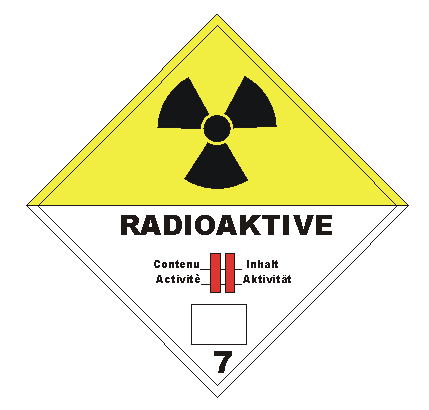 RADIOAKTIVE
Contenu Inhalt
Activitè Aktivität
7